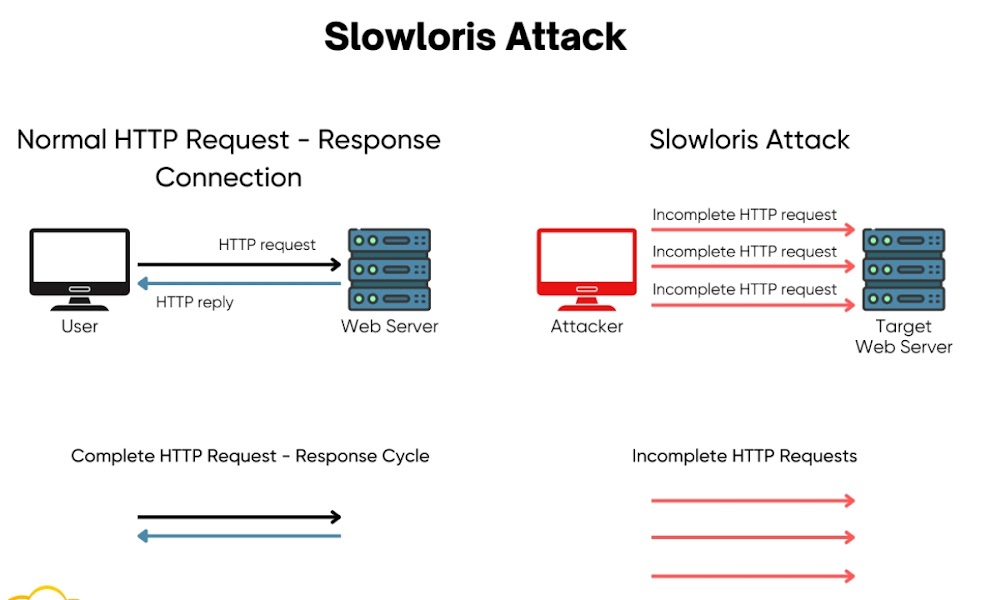 Slowloris Attack
Normal HTTP Request - Response
Connection
HTTP request
HTTP reply
User
Web Server
Slowloris Attack
Incomplete HTTP request
Incomplete HTTP request
Incomplete HTTP request
Attacker
Target
Web Server
Complete HTTP Request - Response Cycle
Incomplete HTTP Requests